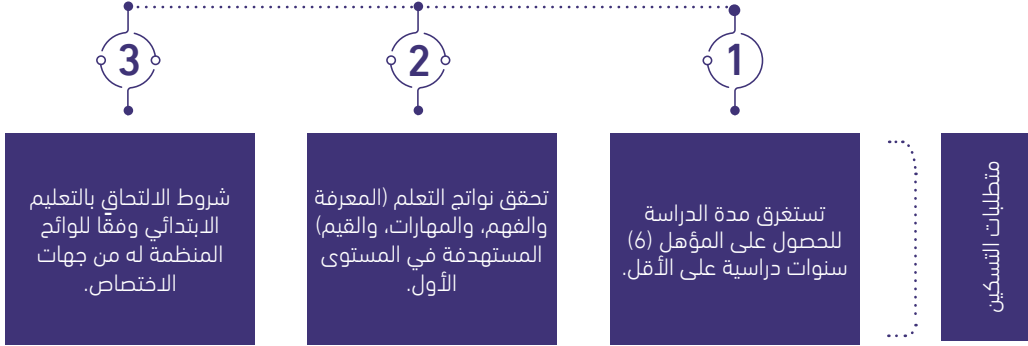 متطلبات التسكين
1
تستغرق مدة الدراسة
للحصول على المؤهل (6)
سنوات دراسية على الأقل.
2
تحقق نواتج التعلم (المعرفة
والفهم، والمهارات، والقيم)
المستهدفة في المستوى
الأول.
3
شروط الالتحاق بالتعليم
الابتدائي وفقًا للوائح
المنظمة له من جهات
الاختصاص.